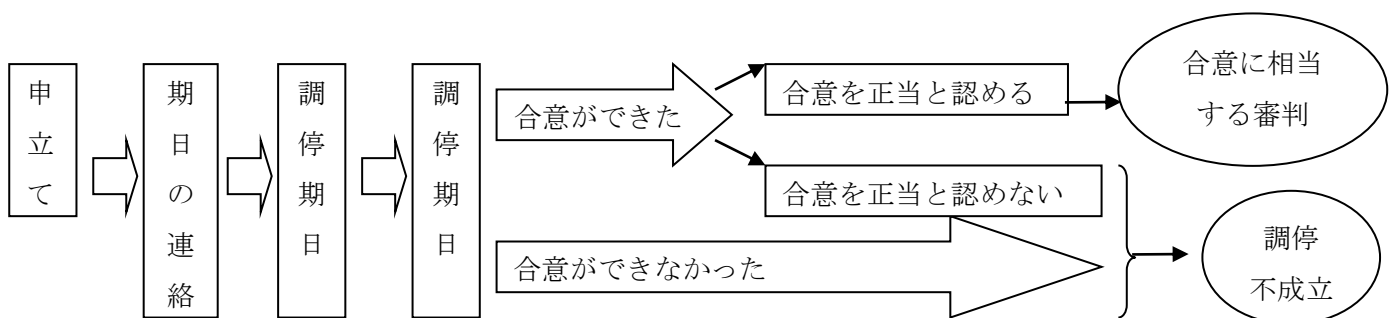 申立て
期日の連絡
調停期日
調停期日
合意ができた
合意を正当と認める
合意に相当
する審判
合意を正当と認めない
合意ができなかった
調停
不成立